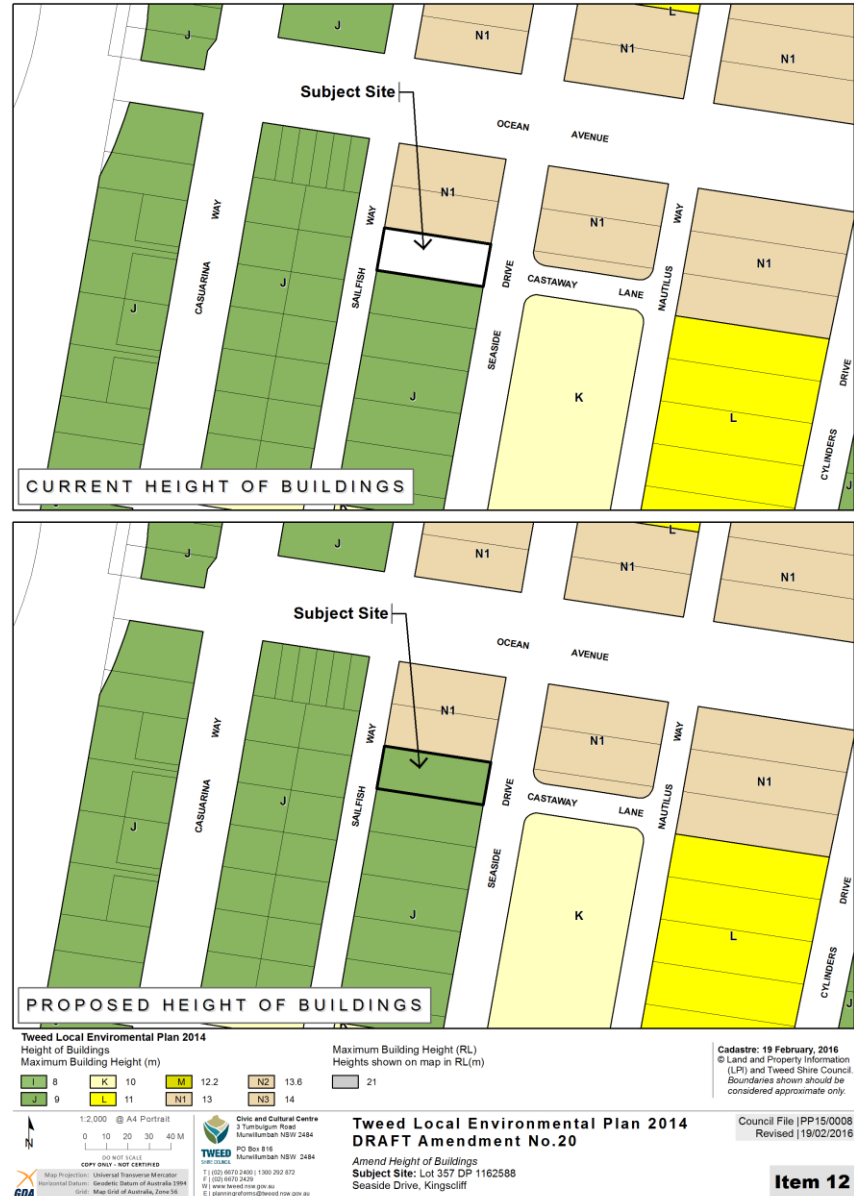 J
J
N1
L
N1
N1
Subject Site
OCEAN AVENUE
CASUARINA WAY
SAILFISH WAY
N1
N1
N1
J
J
J
SEASIDE DRIVE
CASTAWAY LANE
NAUTILUS WAY
K
L
CYLINDERS DRIVE
J
CURRENT HEIGHT OF BUILDINGS
J
J
N1
L
N1
N1
Subject Site
OCEAN AVENUE
CASUARINA WAY
SAILFISH WAY
N1
N1
N1
J
J
J
SEASIDE DRIVE
CASTAWAY LANE
NAUTILUS WAY
K
L
CYLINDERS DRIVE
J
PROPOSED HEIGHT OF BUILDINGS
Tweed Local Enviromental Plan 2014
Height of Buildings
Maximum Building Height (m)
I 8 K 10 M 12.2 N2 13.6
J 9 L 11 N1 13 N3 14
Maximum Building Height (RL)
Heights shown on map in RL(m)
21
Cadastre: 19 February, 2016
© Land and Property Information
(LPI) and Tweed Shire Council.
Boundaries shown should be
considered approximate only.
N
1:2,000 @ A4 Portrait
0 10 20 30 40 M
DO NOT SCALE
COPY ONLY - NOT CERTIFIED
GDA
Map Projection: Universal Transverse Mercator
Horizontal Datum: Geodetic Datum of Australia 1994
Grid: Map Grid of Australia, Zone 56
TWEED
SHIRE COUNCIL
Civic and Cultural Centre
3 Tumbulgum Road
Murwillumbah NSW 2484
PO Box 816
Murwillumbah NSW 2484
T | (02) 6670 2400 | 1300 292 872
F | (02) 6670 2429
W | www.tweed.nsw.gov.au
E | planningreforms@tweed.nsw.gov.au
Tweed Local Environmental Plan 2014
DRAFT Amendment No.20
Amend Height of Buildings
Subject Site: Lot 357 DP 1162588
Seaside Drive, Kingscliff
Council File |PP15/0008
Revised |19/02/2016
Item 12